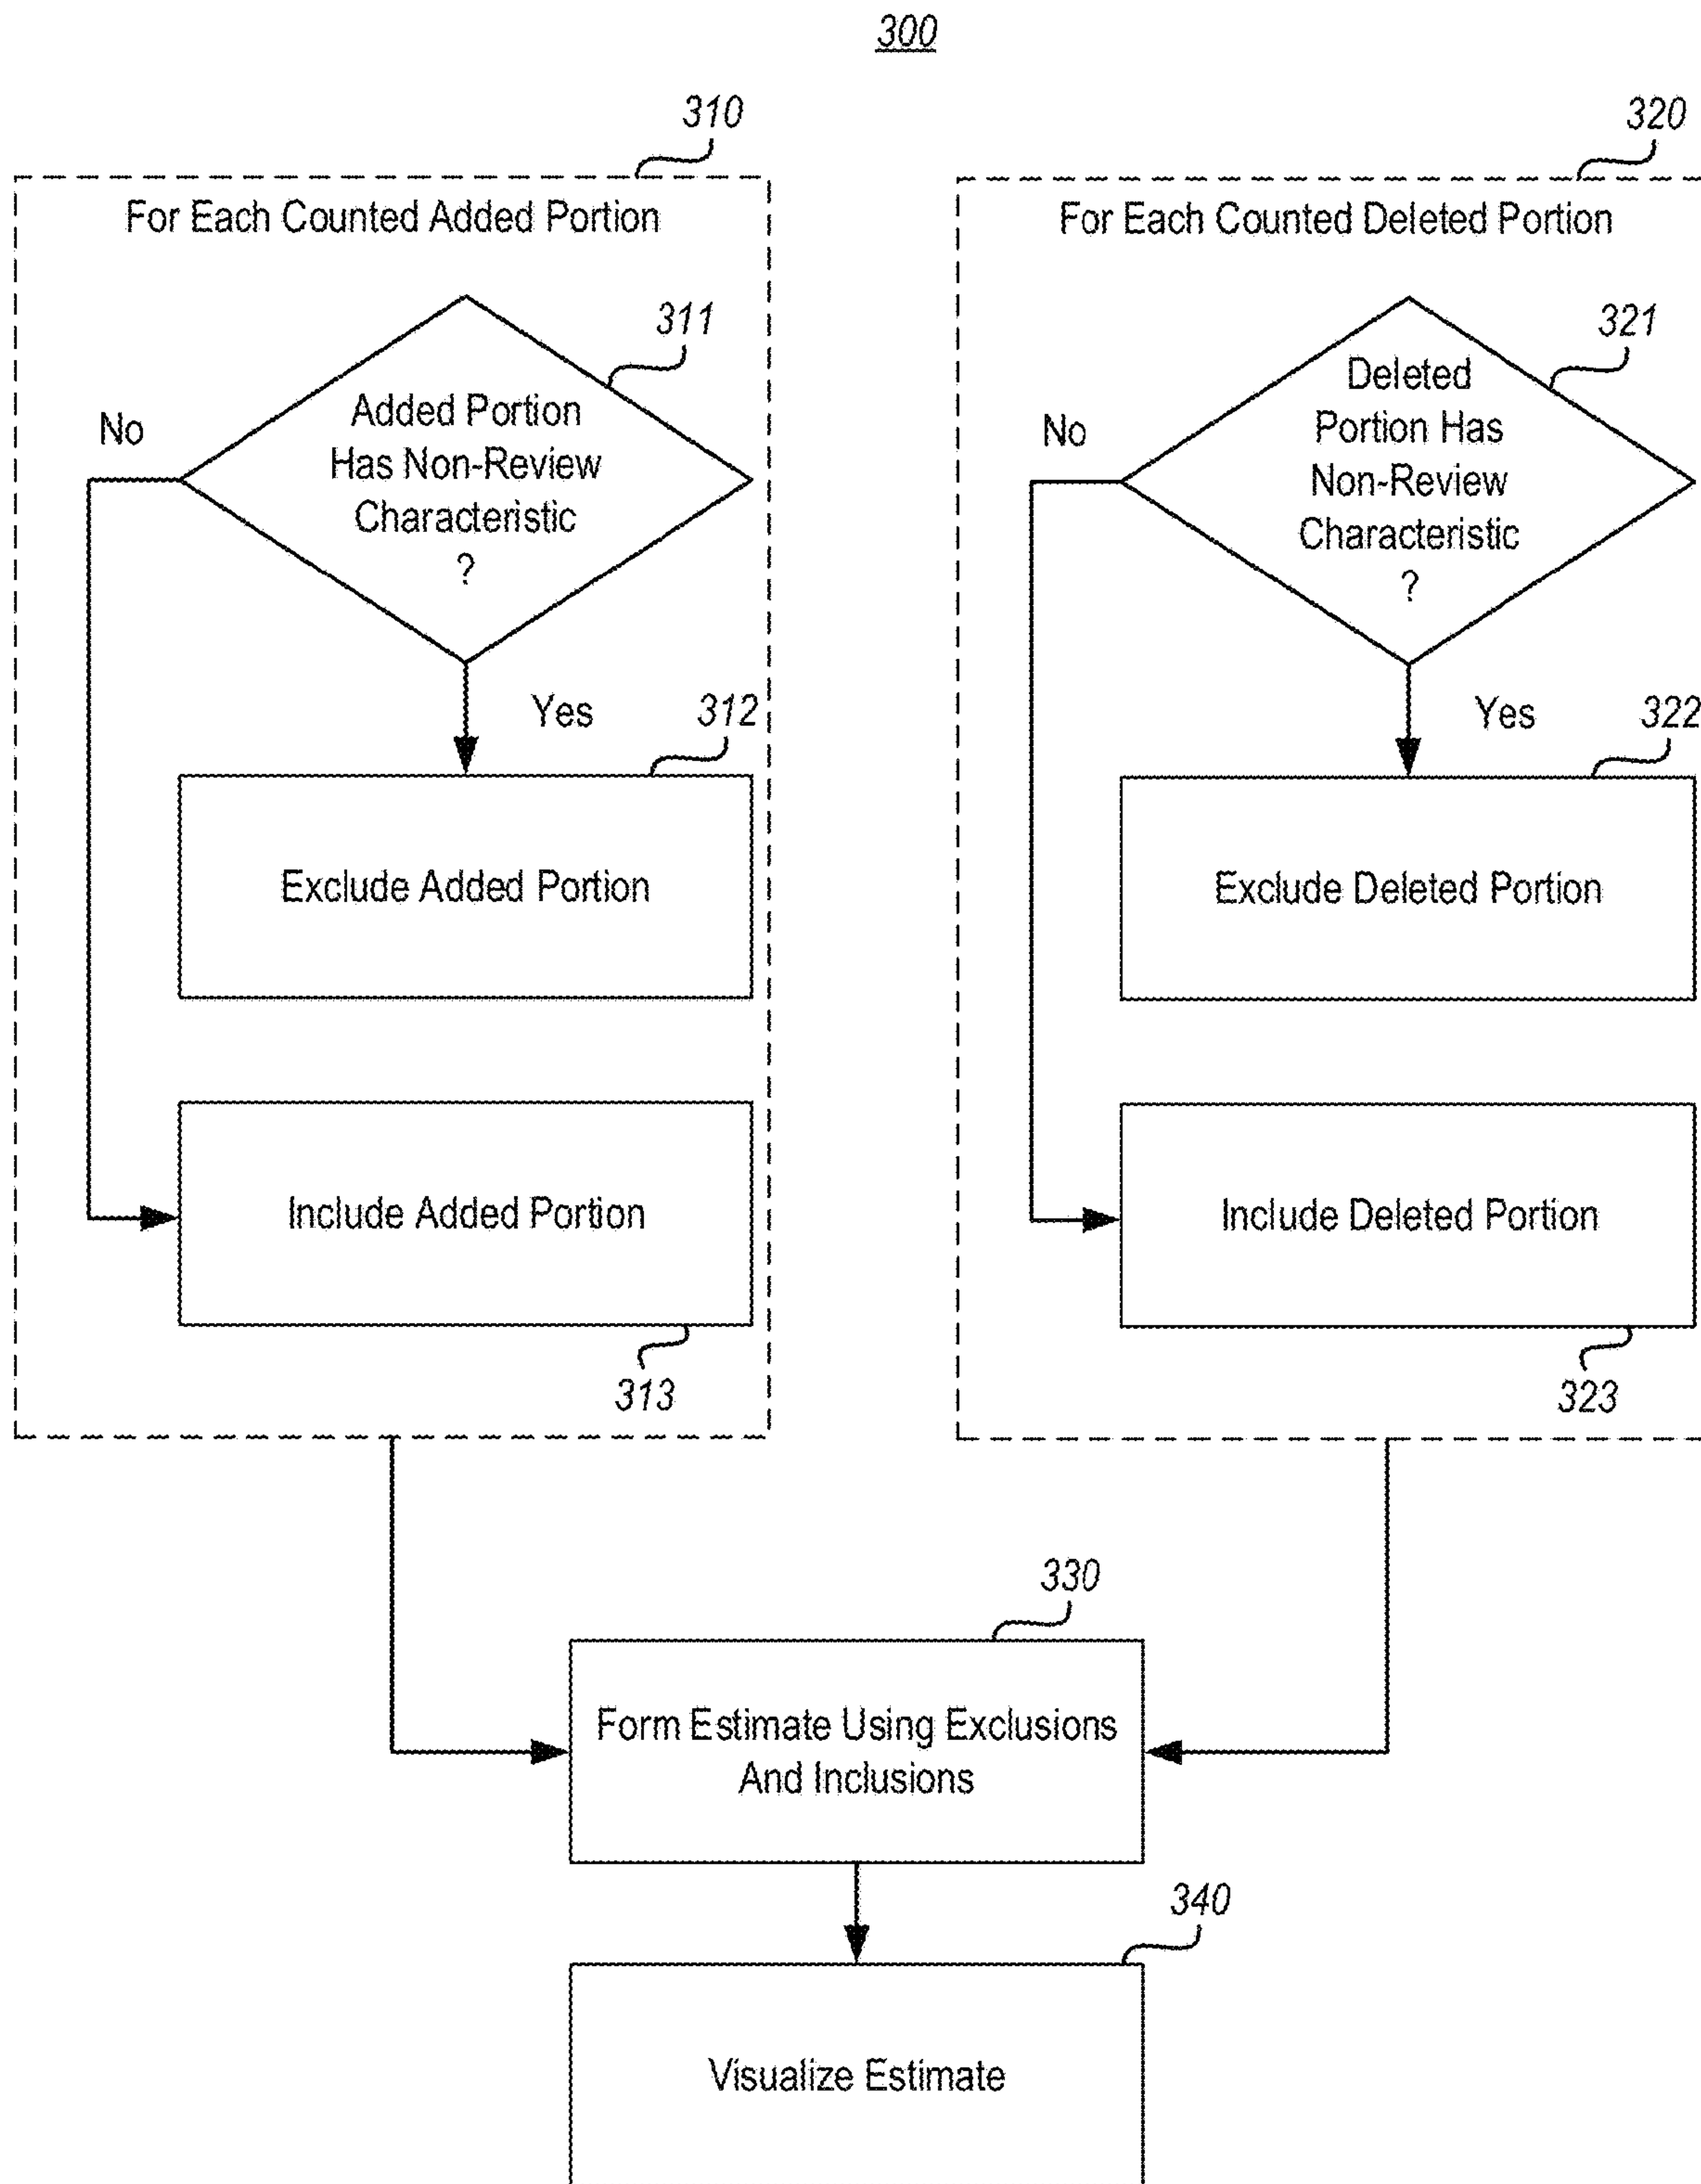 300
310
For Each Counted Added Portion
311
Added Portion
Has Non-Review
Characteristic
?
No
Yes
312
Exclude Added Portion
Include Added Portion
313
320
For Each Counted Deleted Portion
321
Deleted
Portion Has
Non-Review
Characteristic
?
No
Yes
322
Exclude Deleted Portion
Include Deleted Portion
323
330
Form Estimate Using Exclusions
And Inclusions
340
Visualize Estimate